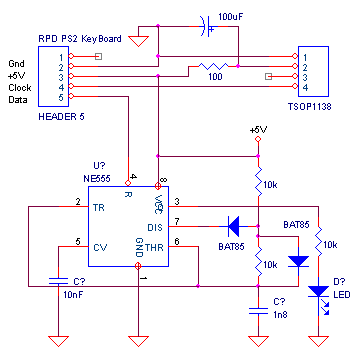 100uF
RPD PS2 KeyBoard
Gnd
+5V
Clock
Data
1
2
3
4
5
HEADER 5
100
1
2
3
4
TSOP1138
+5V
U?
NE555
4
8
R
VCC
10k
2
TR
3
7
DIS
BAT85
BAT85
10k
5
CV
THR
6
10k
GND
1
C?
10nF
C?
1n8
D?
LED